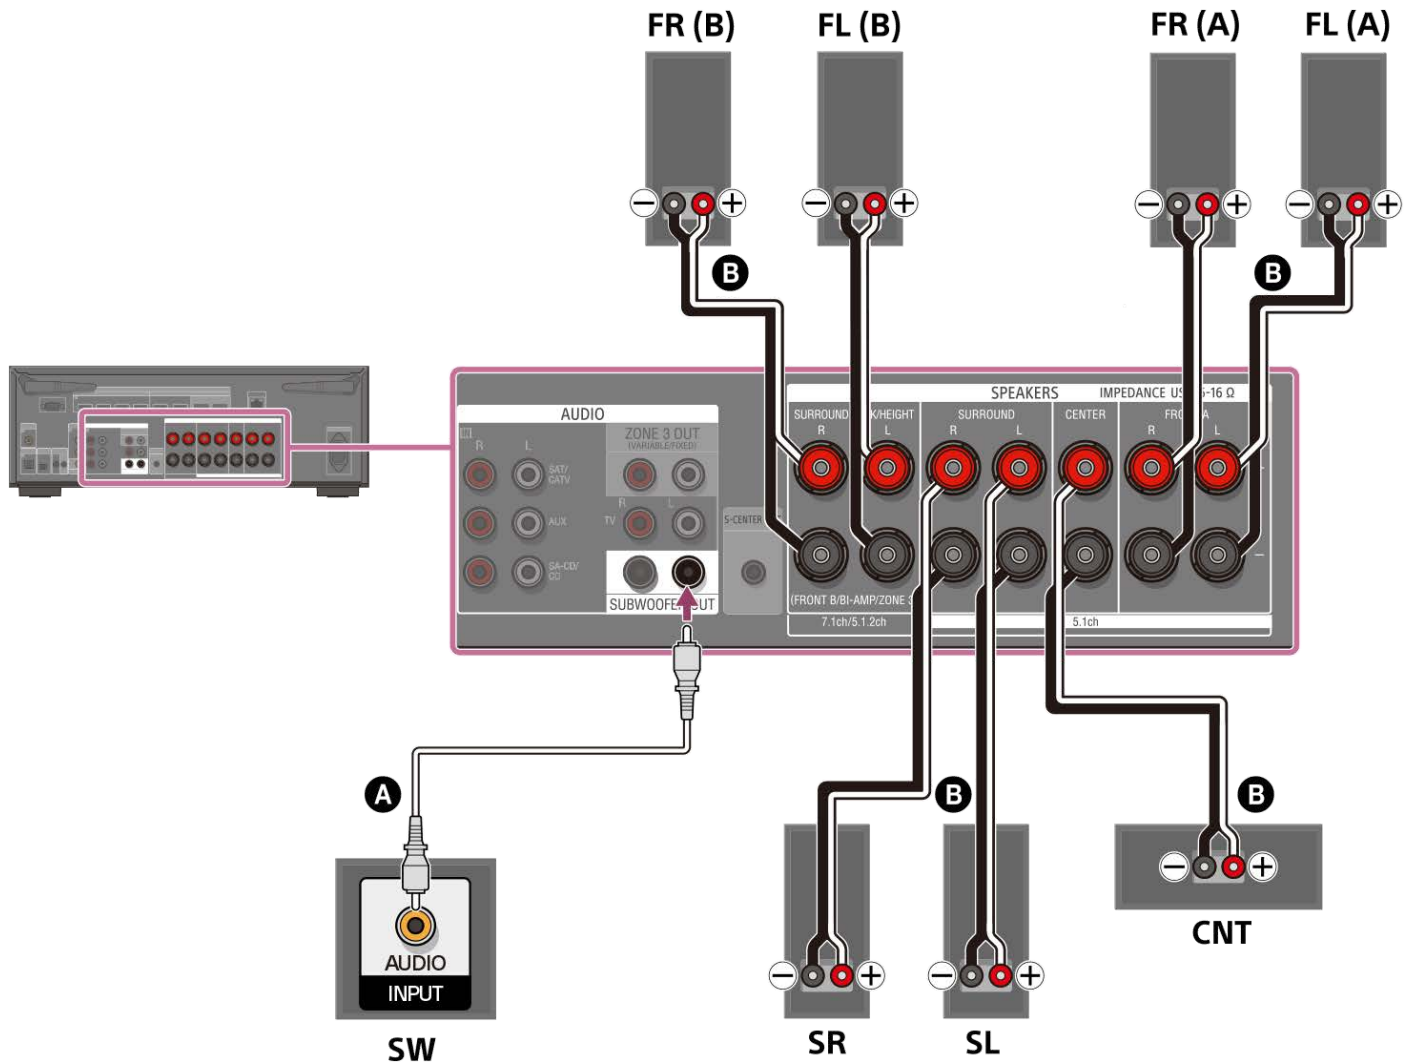 FR (B)
FL (B)
FR (A)
FL (A)
− +
− +
− +
− +
B
B
SPEAKERS
IMPEDANCE
16 Ω
AUDIO
SURROUND
K/HEIGHT
SURROUND
CENTER
R
L
R
L
R
L
R
L
ZONE 3 OUT
(VARIABLE/FIXED)
SAT/
CATV
R
L
TV
AUX
S-CENTER
SA-CD/
CD
SUBWOOFER
UT
(FRONT B/BI-AMP/ZONE
7.1ch/5.1.2ch
5.1ch
A
B
B
− +
CNT
AUDIO
INPUT
− +
− +
SW
SR
SL